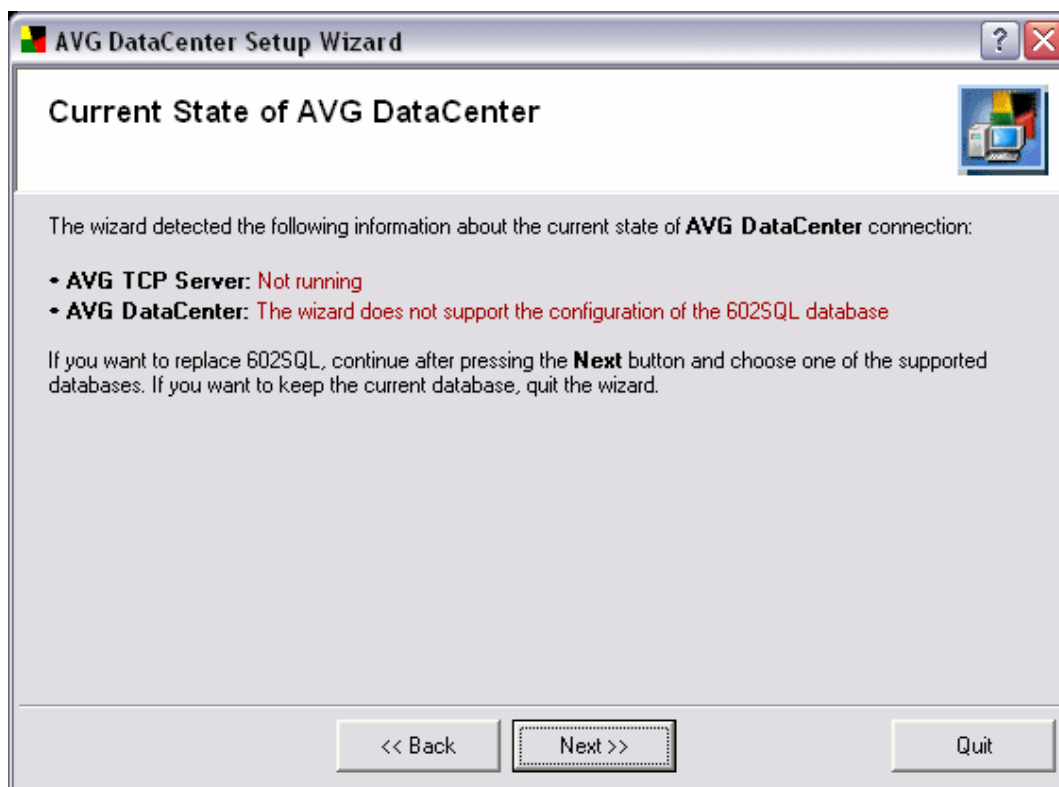 AVG DataCenter Setup Wizard
?
Current State of AVG DataCenter
The wizard detected the following information about the current state of AVG DataCenter connection:
• AVG TCP Server: Not running
• AVG DataCenter: The wizard does not support the configuration of the 602SQL database
If you want to replace 602SQL, continue after pressing the Next button and choose one of the supported
databases. If you want to keep the current database, quit the wizard.
<< Back
Next >>
Quit